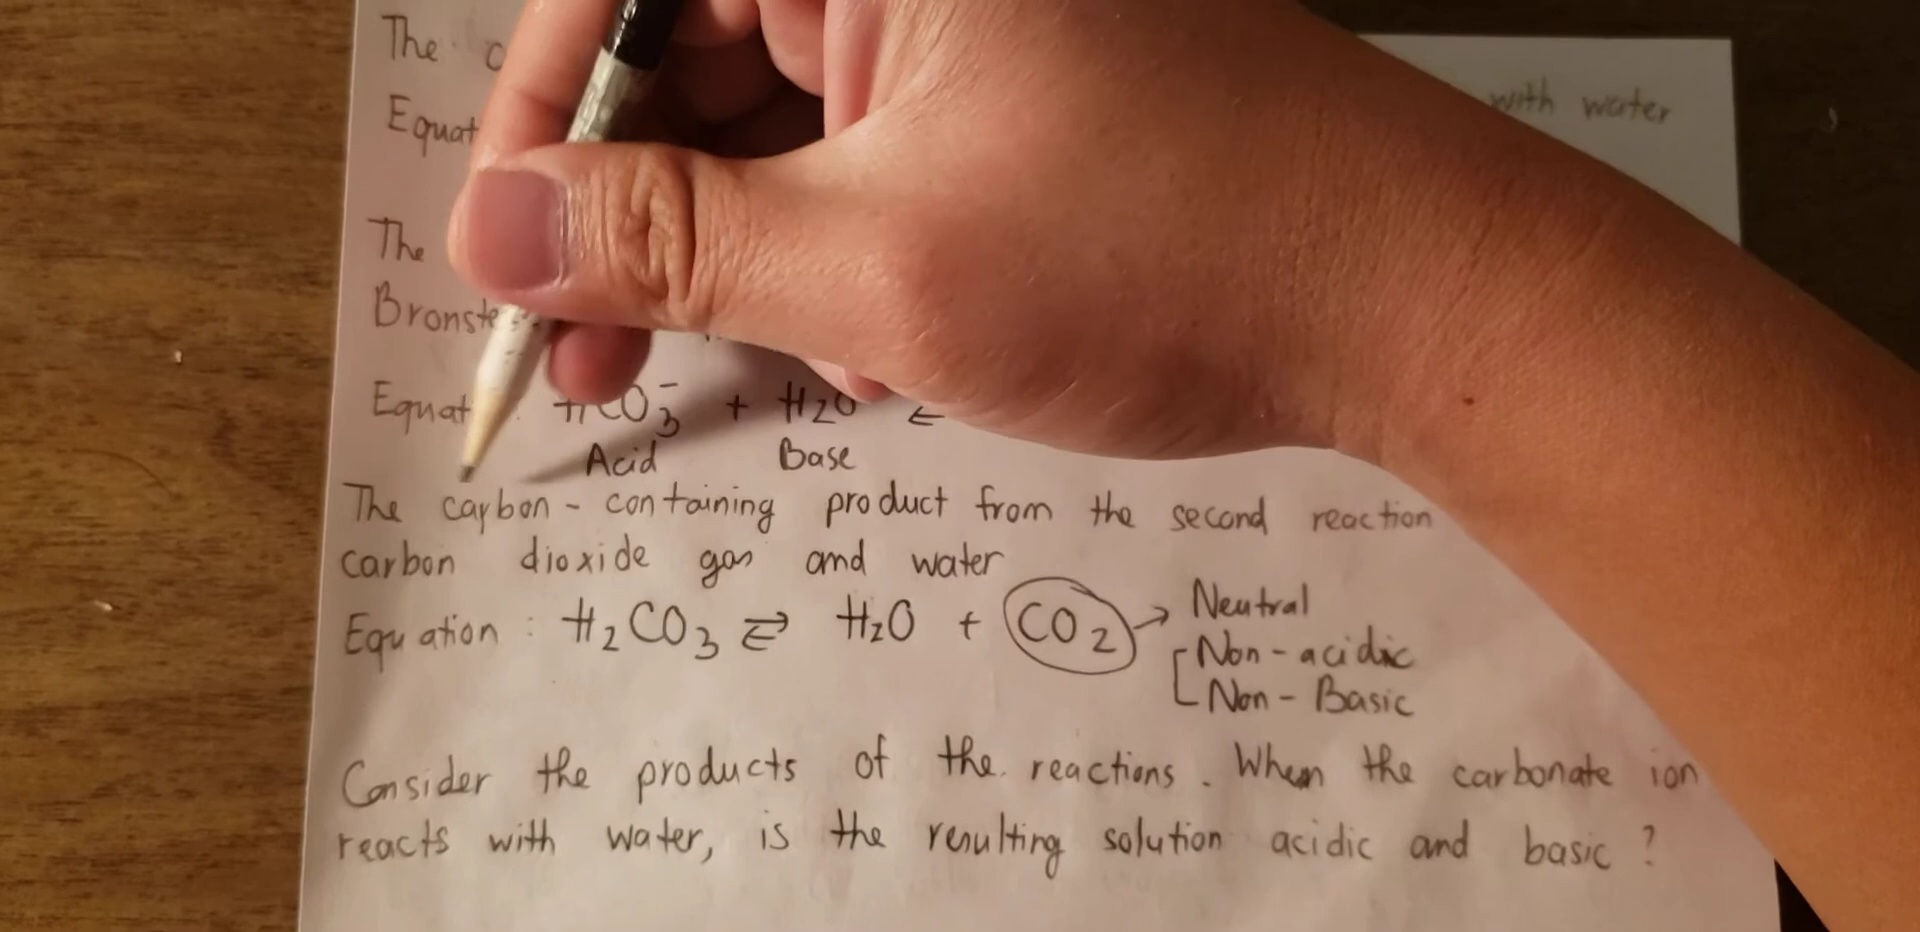 The
with water
Equat
The
Bronste
Equat : HCO3⁻ + H2O ←
Acid Base
The carbon - containing product from the second reaction
carbon dioxide gas and water
Equation : H2CO3 ⇄ H2O + CO2 → Neutral
Non - acidic
Non - Basic
Consider the products of the reactions. When the carbonate ion
reacts with water, is the resulting solution acidic and basic ?